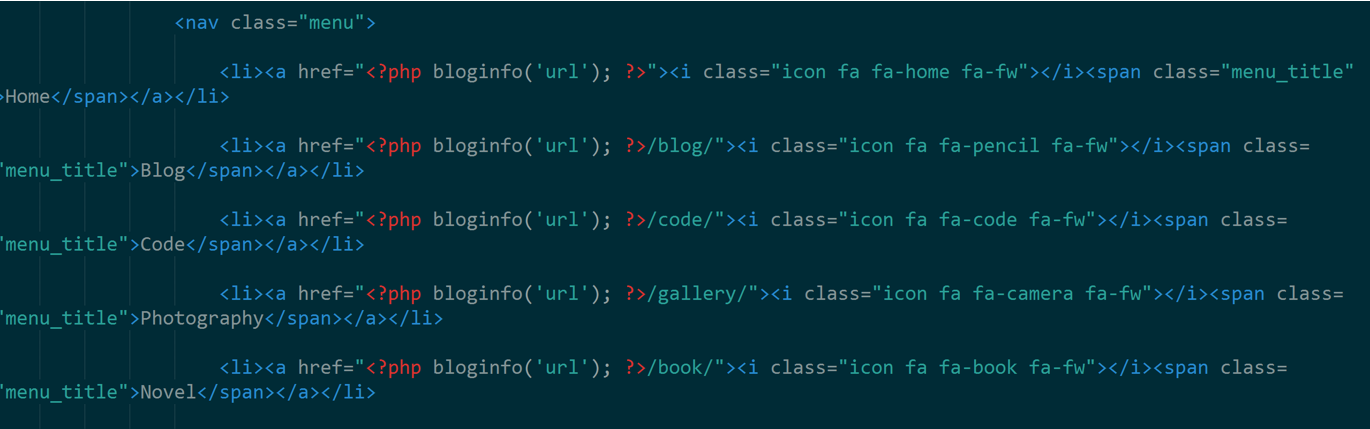 <nav class="menu">
<li><a href="<?php bloginfo('url'); ?>"><i class="icon fa fa-home fa-fw"></i><span class="menu_title"
>Home</span></a></li>
<li><a href="<?php bloginfo('url'); ?>/blog/"><i class="icon fa fa-pencil fa-fw"></i><span class=
"menu_title">Blog</span></a></li>
<li><a href="<?php bloginfo('url'); ?>/code/"><i class="icon fa fa-code fa-fw"></i><span class=
"menu_title">Code</span></a></li>
<li><a href="<?php bloginfo('url'); ?>/gallery/"><i class="icon fa fa-camera fa-fw"></i><span class=
"menu_title">Photography</span></a></li>
<li><a href="<?php bloginfo('url'); ?>/book/"><i class="icon fa fa-book fa-fw"></i><span class=
"menu_title">Novel</span></a></li>